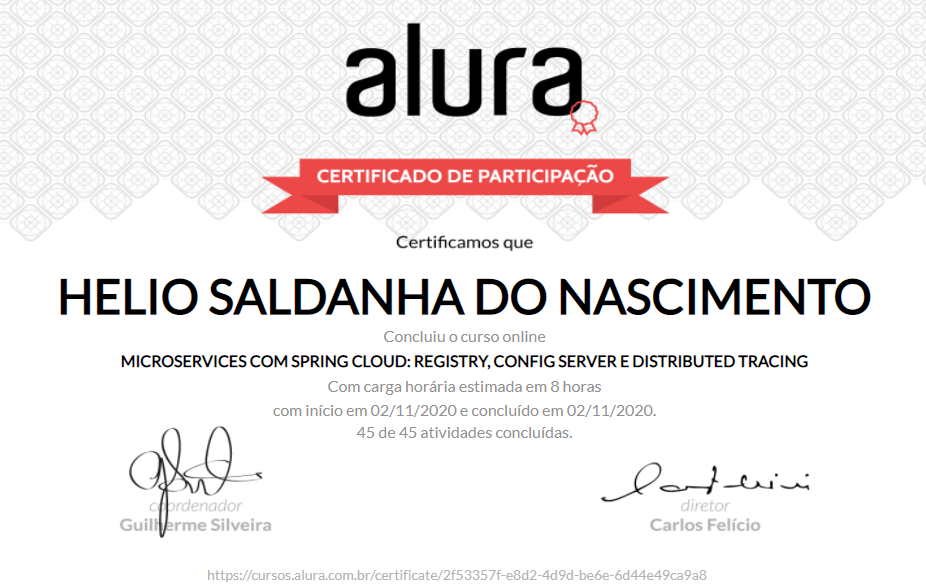 alura
CERTIFICADO DE PARTICIPAÇÃO
Certificamos que
HELIO SALDANHA DO NASCIMENTO
Concluiu o curso online
MICROSERVICES COM SPRING CLOUD: REGISTRY, CONFIG SERVER E DISTRIBUTED TRACING
Com carga horária estimada em 8 horas
com início em 02/11/2020 e concluído em 02/11/2020.
45 de 45 atividades concluídas.
coordenador
Guilherme Silveira
diretor
Carlos Felício
https://cursos.alura.com.br/certificate/2f53357f-e8d2-4d9d-be6e-6d44e49ca9a8